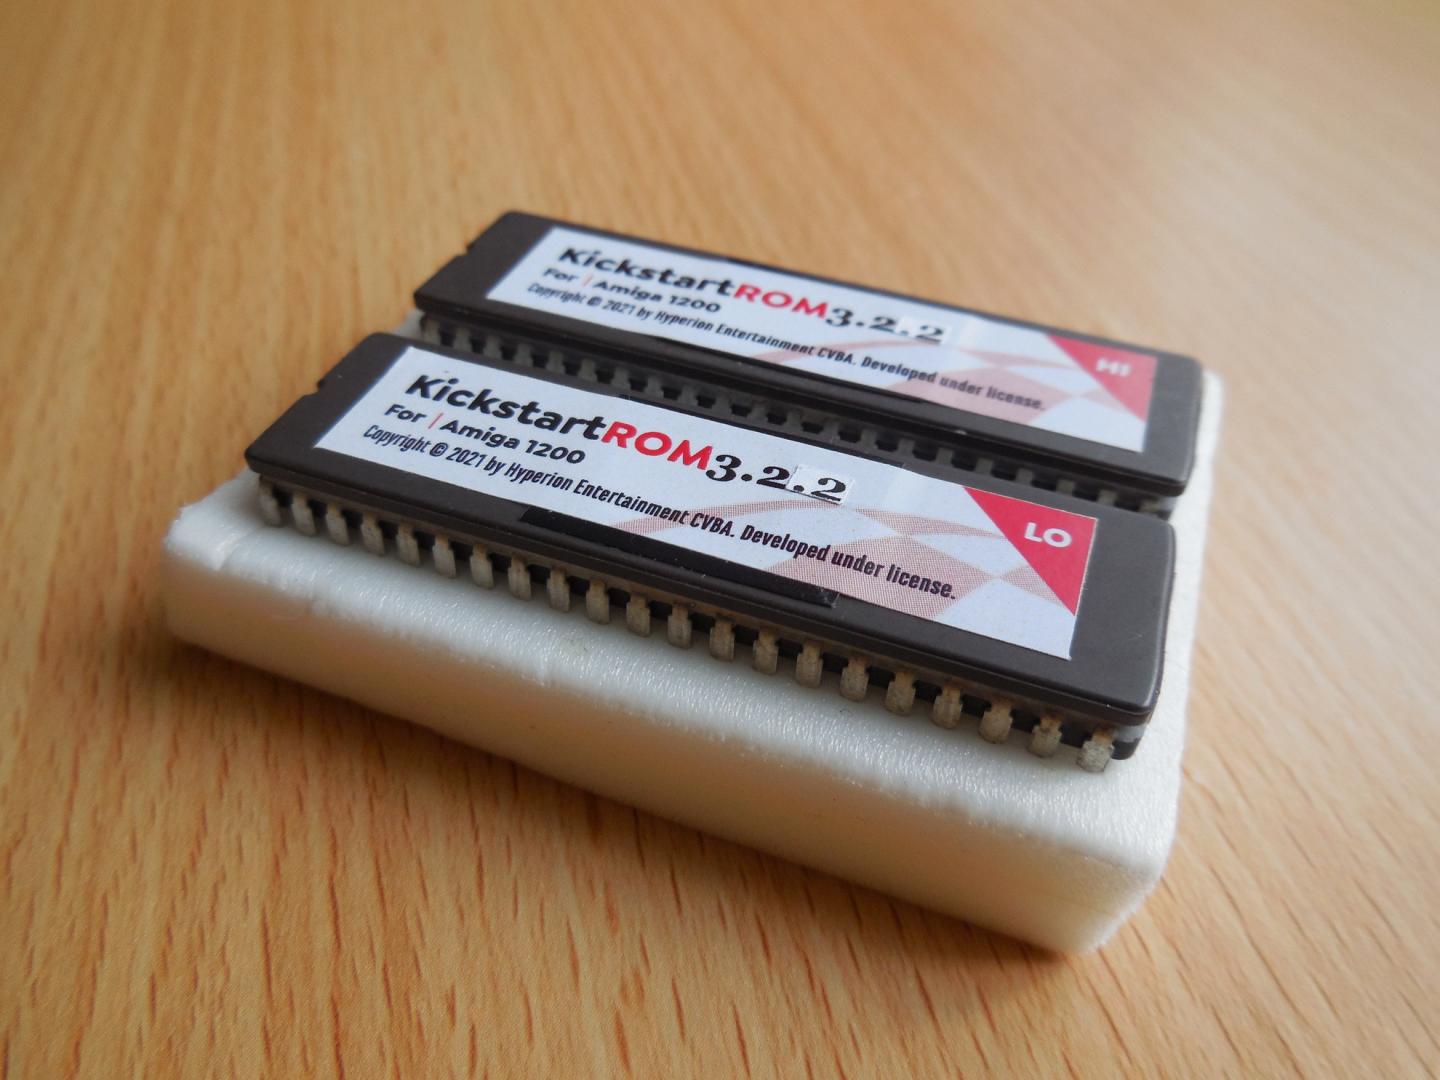 KickstartROM3.2.2
For | Amiga 1200
Copyright © 2021 by Hyperion Entertainment CVBA. Developed under license.
HI
KickstartROM3.2.2
For | Amiga 1200
Copyright © 2021 by Hyperion Entertainment CVBA. Developed under license.
LO